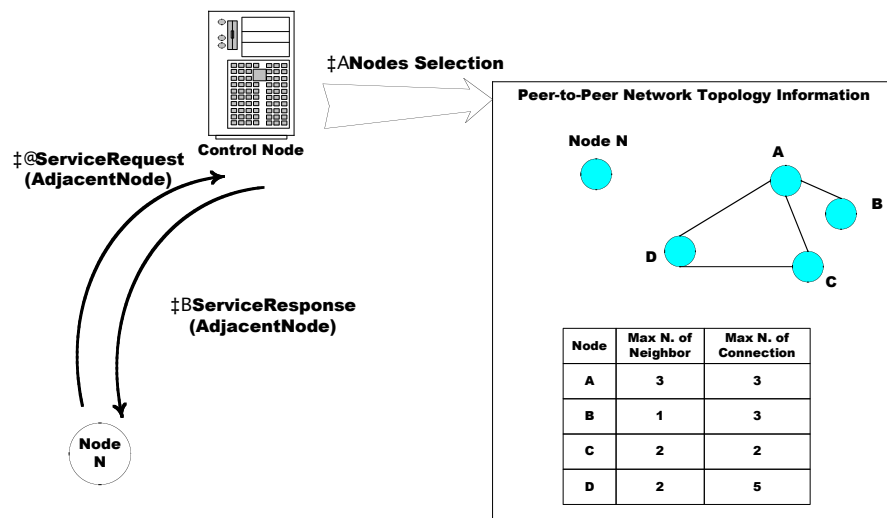 ‡ANodes Selection
Peer-to-Peer Network Topology Information
Control Node
‡@ServiceRequest
(AdjacentNode)
‡BServiceResponse
(AdjacentNode)
Node
N
Node N
A
B
D
C
Node Max N. of Neighbor Max N. of Connection
A 3 3
B 1 3
C 2 2
D 2 5